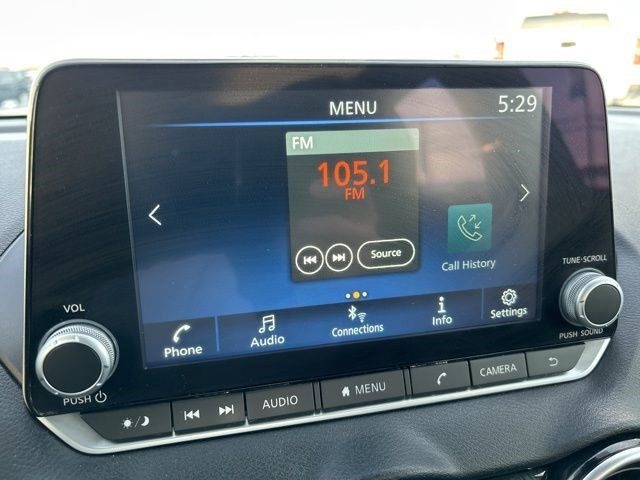 MENU
5:29
FM
105.1
FM
Source
Call History
Phone
Audio
Connections
Info
Settings
VOL
PUSH
TUNE·SCROLL
PUSH SOUND
AUDIO
MENU
CAMERA